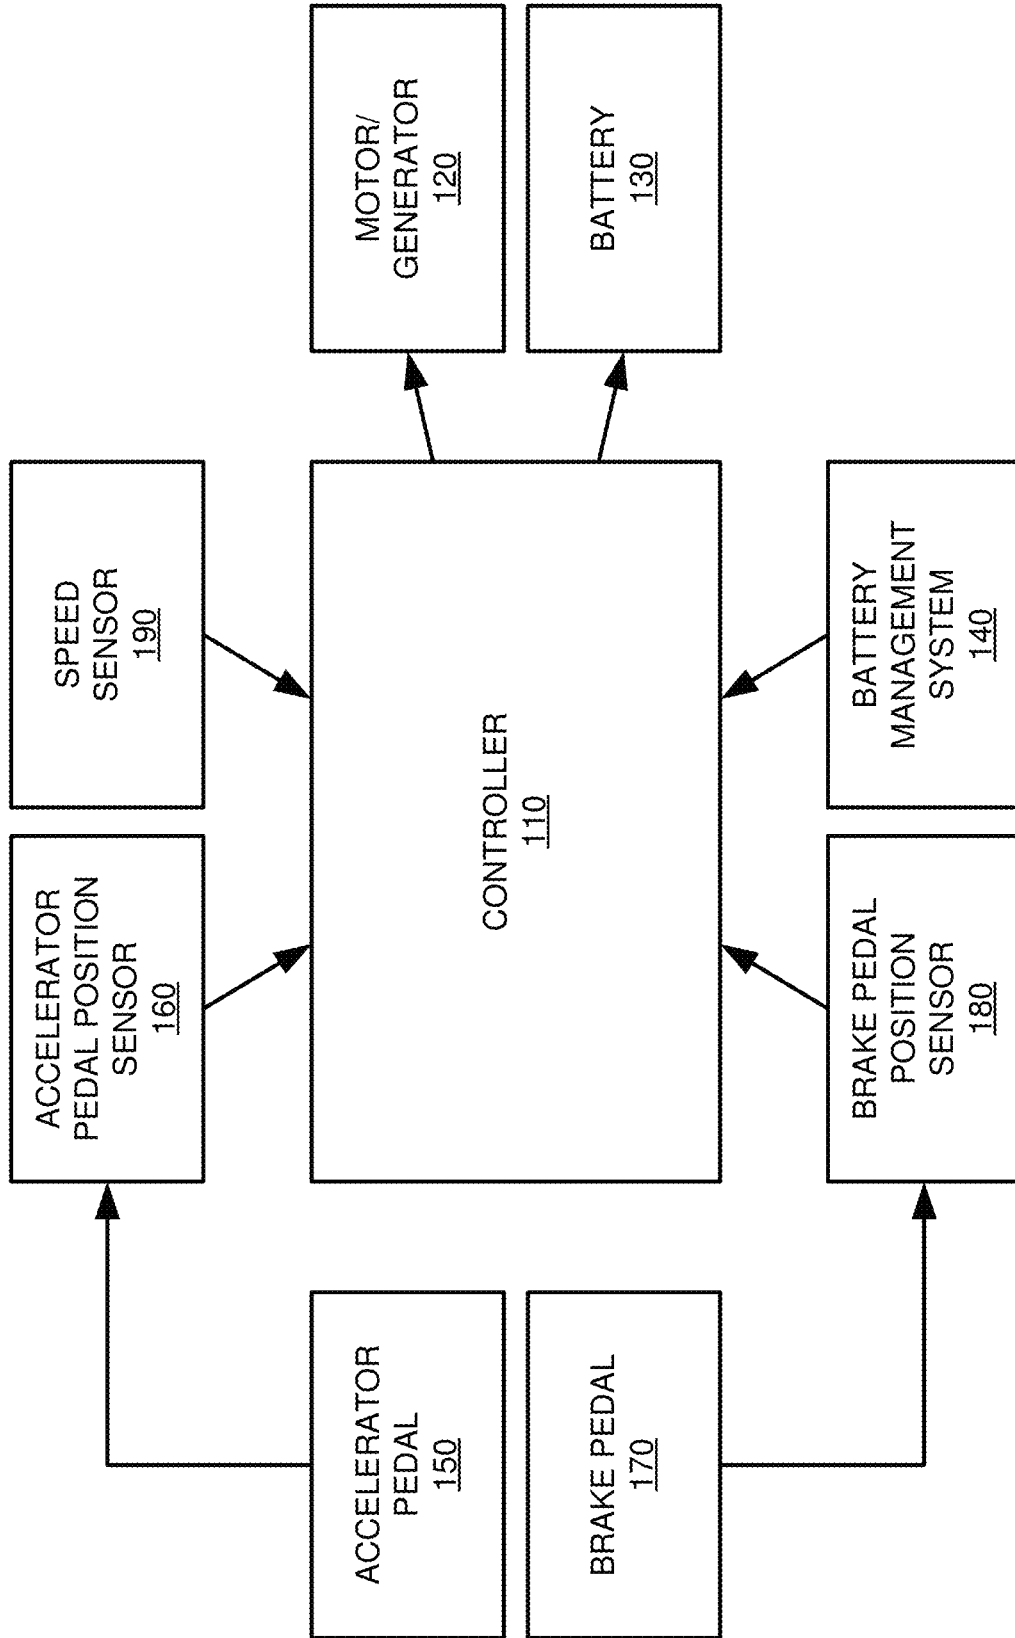 ACCELERATOR
PEDAL POSITION
SENSOR
160
SPEED
SENSOR
190
ACCELERATOR
PEDAL
150
CONTROLLER
110
MOTOR/
GENERATOR
120
BRAKE PEDAL
170
BATTERY
130
BRAKE PEDAL
POSITION
SENSOR
180
BATTERY
MANAGEMENT
SYSTEM
140